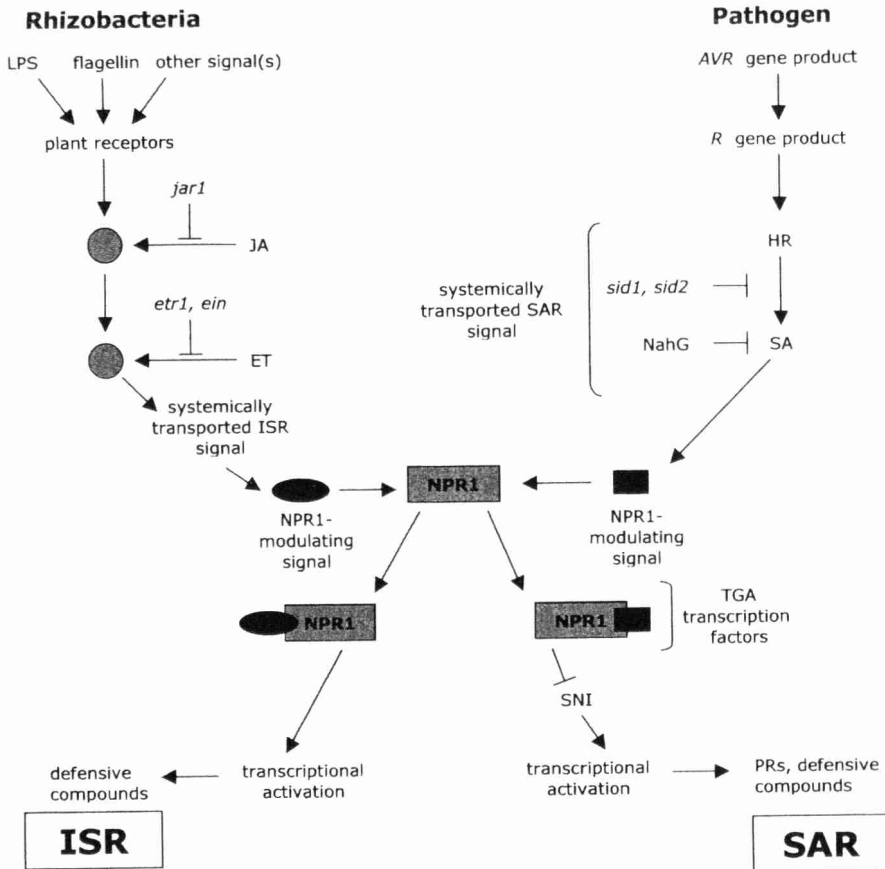 Rhizobacteria
LPS flagellin other signal(s)
plant receptors
jar1
JA
etr1, ein
ET
systemically
transported ISR
signal
Pathogen
AVR gene product
R gene product
HR
systemically
transported SAR
signal
sid1, sid2
NahG
SA
NPR1
NPR1-
modulating
signal
NPR1-
modulating
signal
NPR1
NPR1
TGA
transcription
factors
SNI
defensive
compounds
transcriptional
activation
transcriptional
activation
PRs, defensive
compounds
ISR
SAR